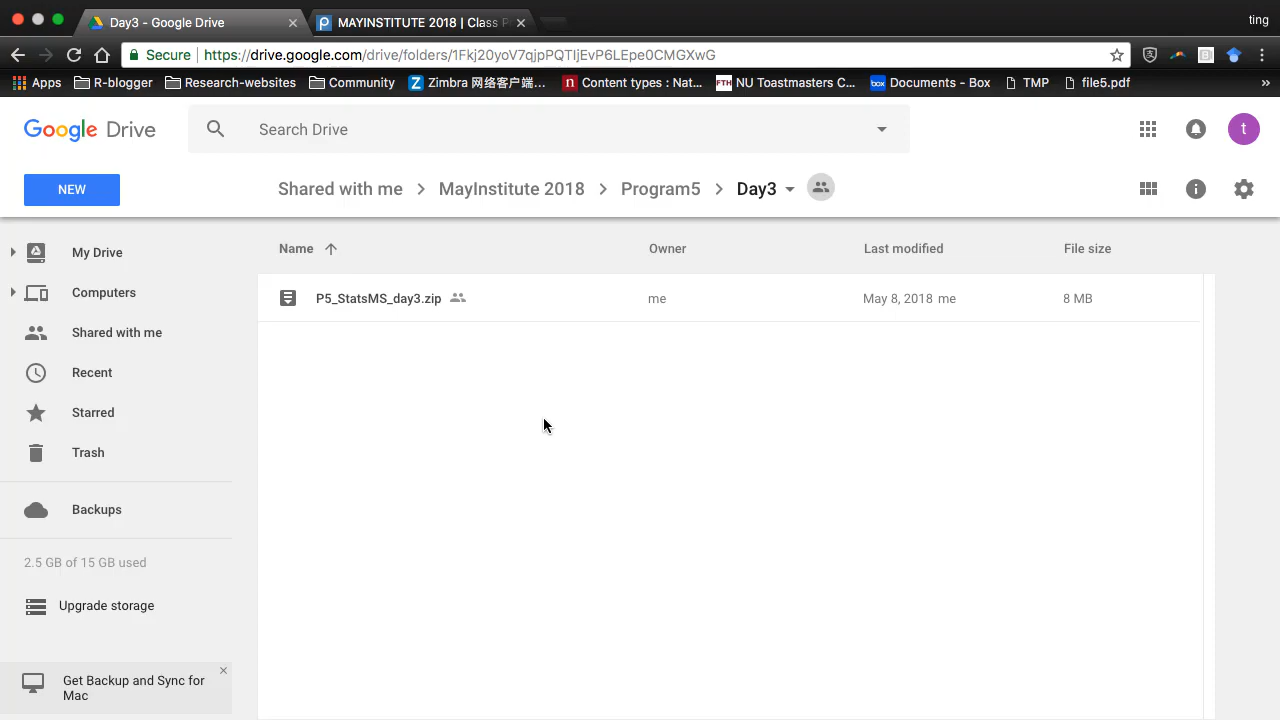 Day3 - Google Drive
MAYINSTITUTE 2018 | Class P
ting
Secure
https://drive.google.com/drive/folders/1Fkj20yoV7qjpPQTIjEvP6LEpe0CMGXwG
Apps
R-blogger
Research-websites
Community
Zimbra 网络客户端...
Content types : Nat...
NU Toastmasters C...
Documents - Box
TMP
file5.pdf
»
Google Drive
Search Drive
t
NEW
Shared with me > MayInstitute 2018 > Program5 > Day3
My Drive
Computers
Shared with me
Recent
Starred
Trash
Backups
2.5 GB of 15 GB used
Upgrade storage
Get Backup and Sync for
Mac
Name
Owner
Last modified
File size
P5_StatsMS_day3.zip
me
May 8, 2018 me
8 MB